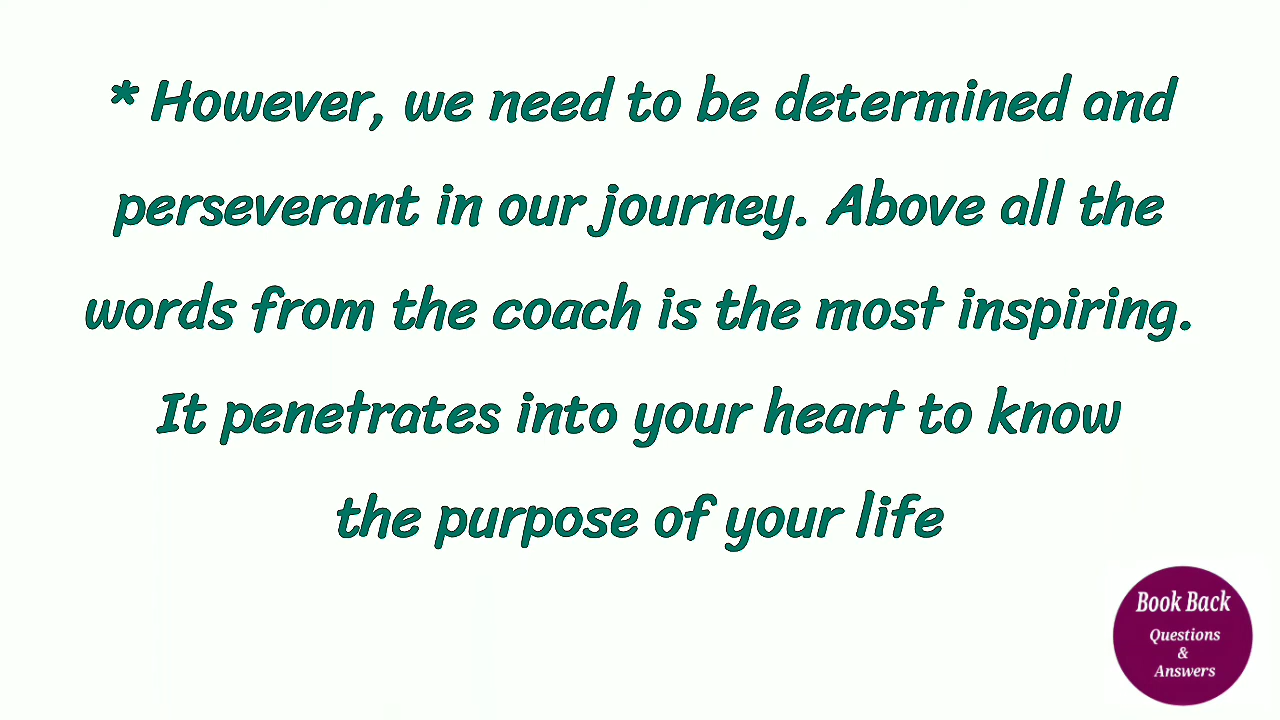 * However, we need to be determined and
perseverant in our journey. Above all the
words from the coach is the most inspiring.
It penetrates into your heart to know
the purpose of your life
Book Back
Questions
&
Answers